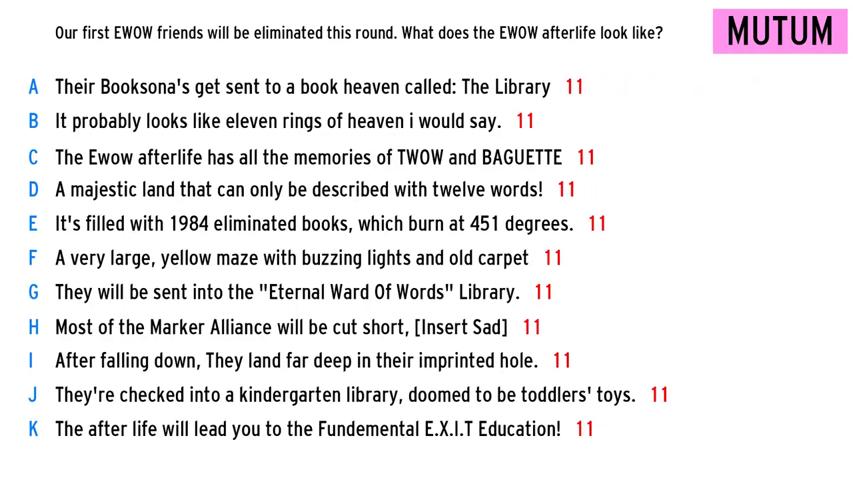 Our first EWOW friends will be eliminated this round. What does the EWOW afterlife look like?
MUTUM
A Their Booksona's get sent to a book heaven called: The Library 11
B It probably looks like eleven rings of heaven i would say. 11
C The Ewow afterlife has all the memories of TWOW and BAGUETTE 11
D A majestic land that can only be described with twelve words! 11
E It's filled with 1984 eliminated books, which burn at 451 degrees. 11
F A very large, yellow maze with buzzing lights and old carpet 11
G They will be sent into the "Eternal Ward Of Words" Library. 11
H Most of the Marker Alliance will be cut short, [Insert Sad] 11
I After falling down, They land far deep in their imprinted hole. 11
J They're checked into a kindergarten library, doomed to be toddlers' toys. 11
K The after life will lead you to the Fundemental E.X.I.T Education! 11